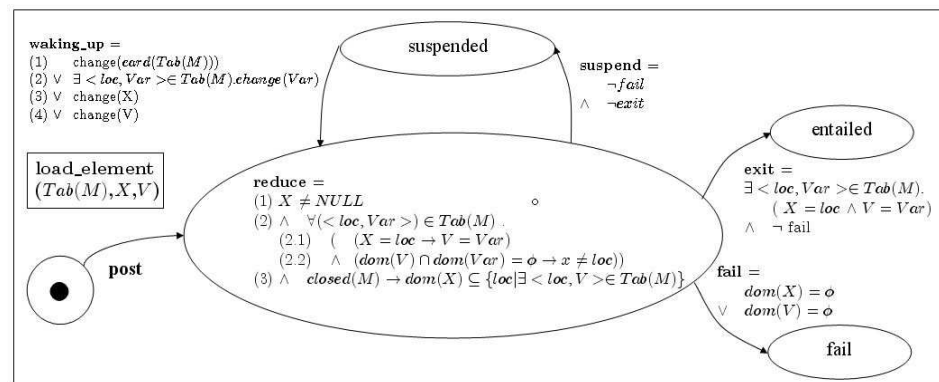 waking_up =
(1) change(card(Tab(M)))
(2) ∨ ∃ < loc, Var >∈ Tab(M).change(Var)
(3) ∨ change(X)
(4) ∨ change(V)
suspended
suspend =
¬fail
∧ ¬exit
load_element
(Tab(M),X,V)
post
reduce =
(1) X ≠ NULL
(2) ∧ ∀(< loc, Var >) ∈ Tab(M) .
(2.1) ( (X = loc → V = Var)
(2.2) ∧ (dom(V) ∩ dom(Var) = ϕ → x ≠ loc))
(3) ∧ closed(M) → dom(X) ⊆ {loc|∃ < loc, V >∈ Tab(M)}
entailed
exit =
∃ < loc, Var >∈ Tab(M).
( X = loc ∧ V = Var)
∧ ¬ fail
fail =
dom(X) = ϕ
∨ dom(V) = ϕ
fail